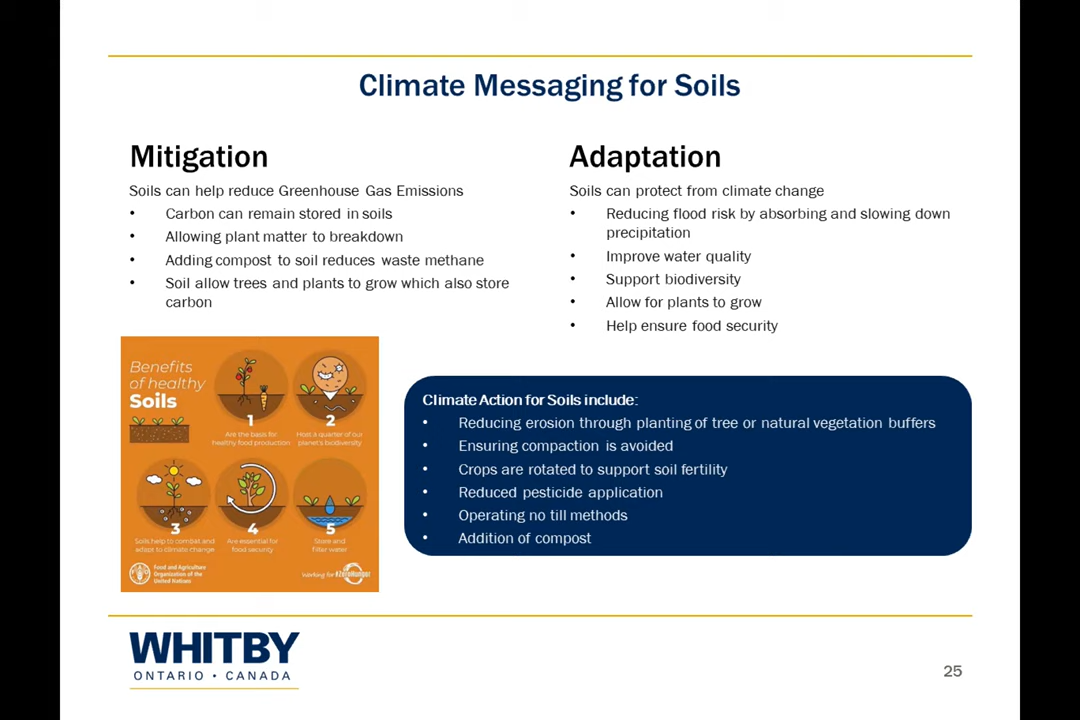 Climate Messaging for Soils
Mitigation
Soils can help reduce Greenhouse Gas Emissions
• Carbon can remain stored in soils
• Allowing plant matter to breakdown
• Adding compost to soil reduces waste methane
• Soil allow trees and plants to grow which also store
carbon
Adaptation
Soils can protect from climate change
• Reducing flood risk by absorbing and slowing down
precipitation
• Improve water quality
• Support biodiversity
• Allow for plants to grow
• Help ensure food security
Benefits
of healthy
Soils
1
Are the basis for
healthy food production
2
Host a quarter of our
planet's biodiversity
3
Soils help to combat and
adapt to climate change
4
Are essential for
food security
5
Store and
filter water
Food and Agriculture
Organization of the
United Nations
Working for #ZeroHunger
Climate Action for Soils include:
• Reducing erosion through planting of tree or natural vegetation buffers
• Ensuring compaction is avoided
• Crops are rotated to support soil fertility
• Reduced pesticide application
• Operating no till methods
• Addition of compost
WHITBY
ONTARIO • CANADA
25